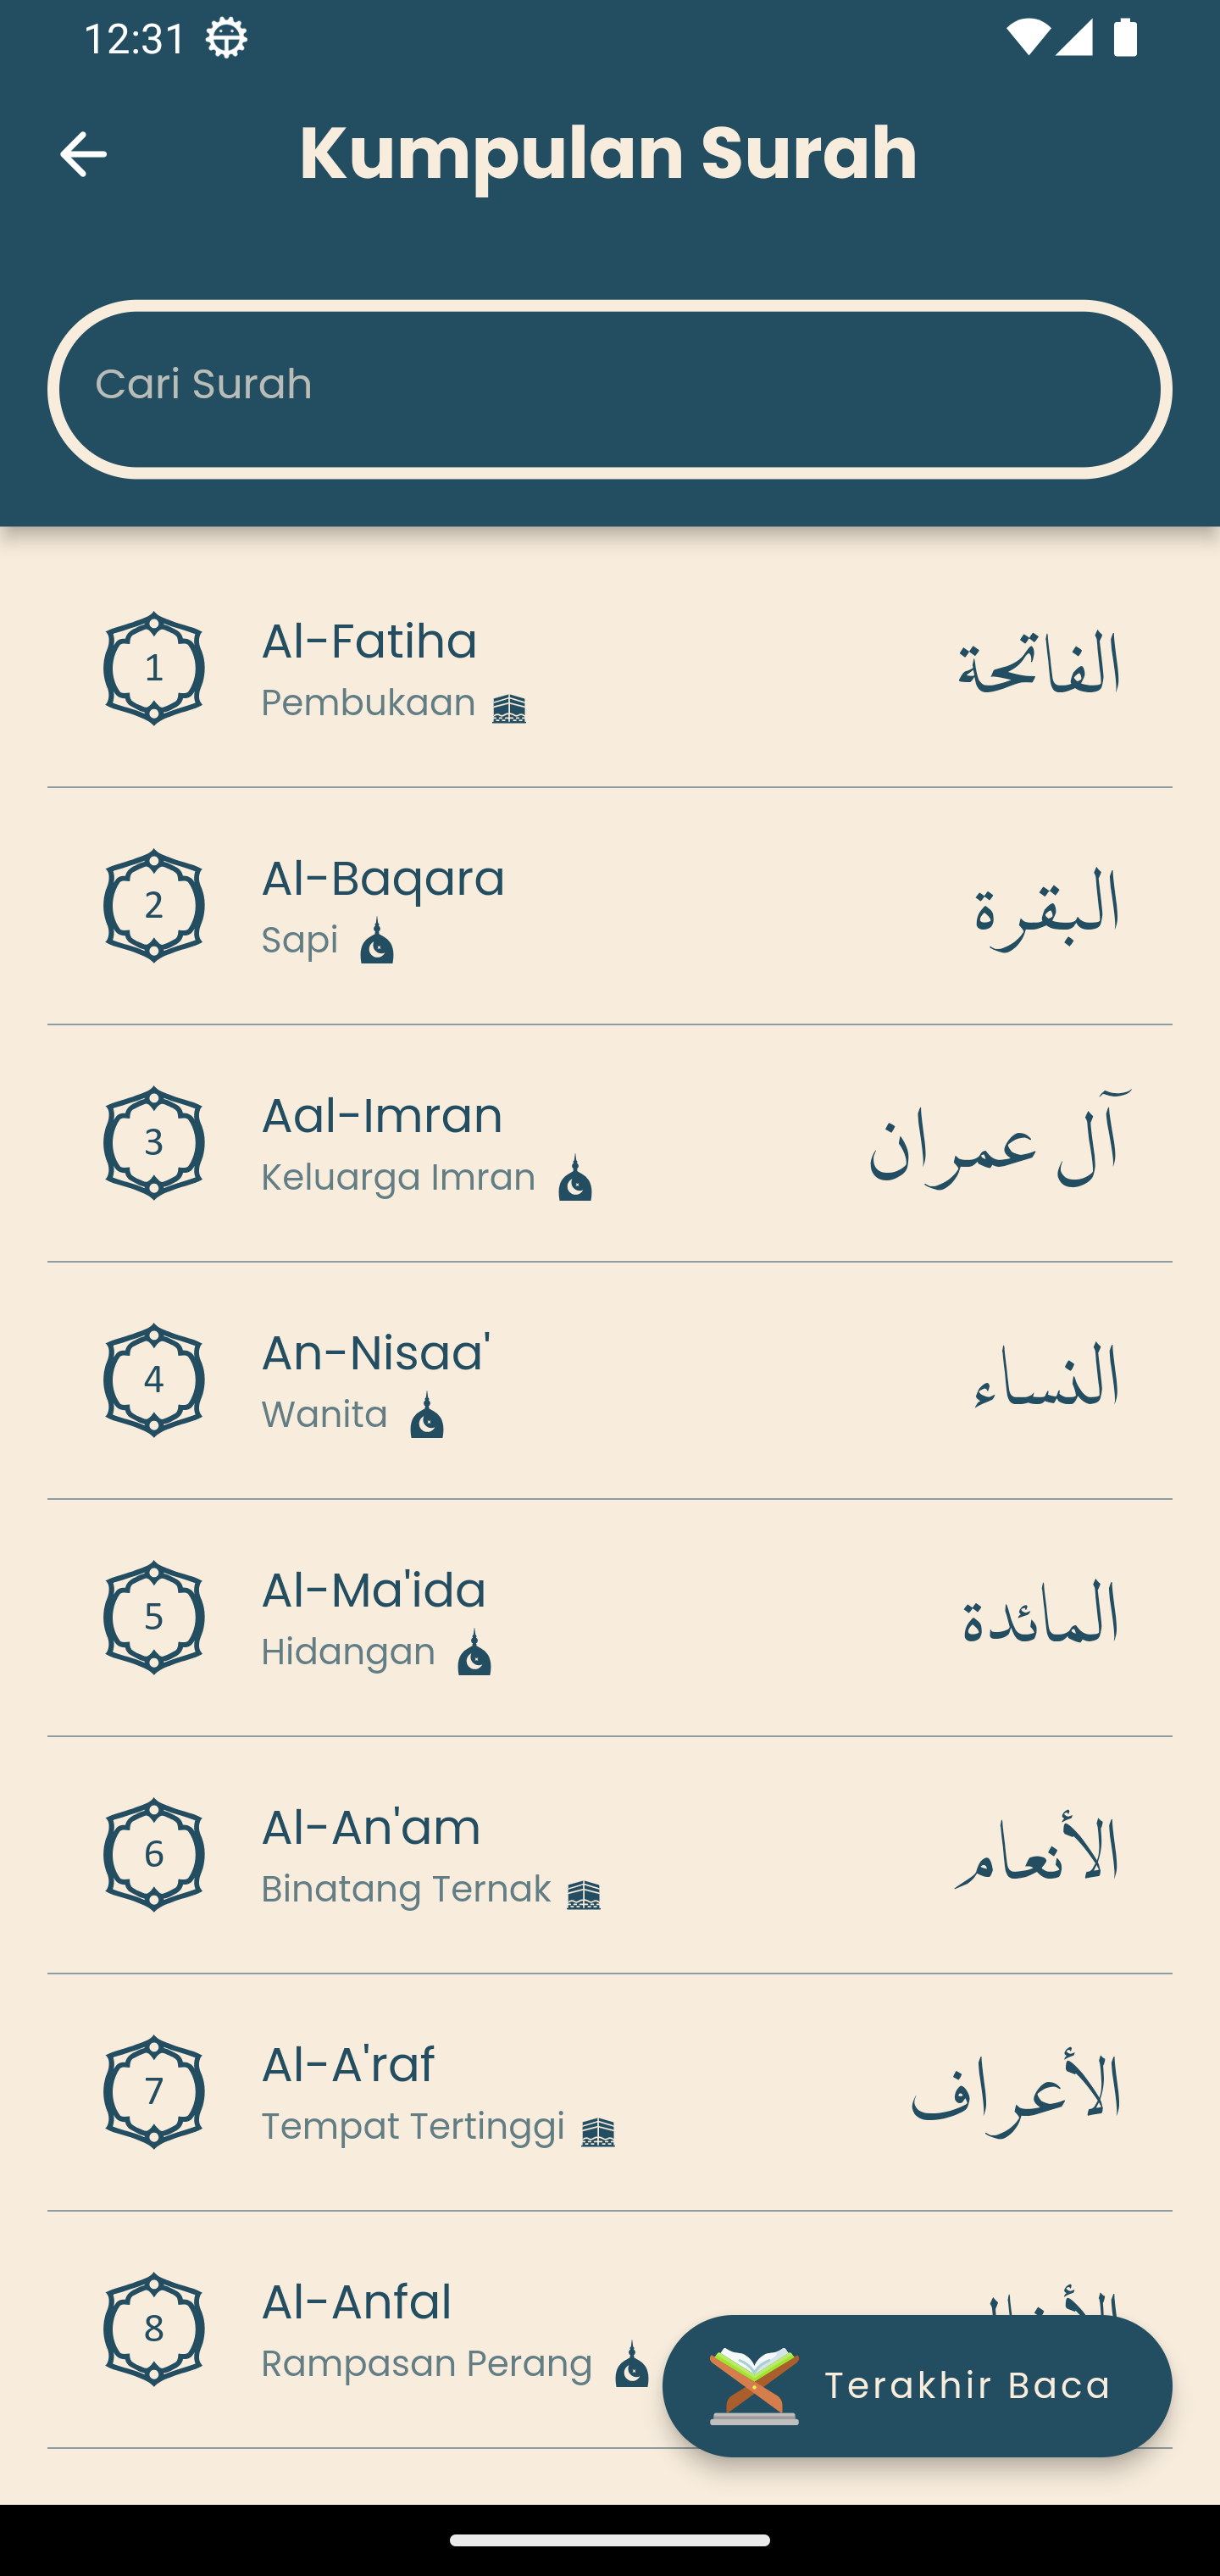 12:31
Kumpulan Surah
Cari Surah
1
Al-Fatiha
Pembukaan
الفاتحة
2
Al-Baqara
Sapi
البقرة
3
Aal-Imran
Keluarga Imran
آل عمران
4
An-Nisaa'
Wanita
النساء
5
Al-Ma'ida
Hidangan
المائدة
6
Al-An'am
Binatang Ternak
الأنعام
7
Al-A'raf
Tempat Tertinggi
الأعراف
8
Al-Anfal
Rampasan Perang
Terakhir Baca